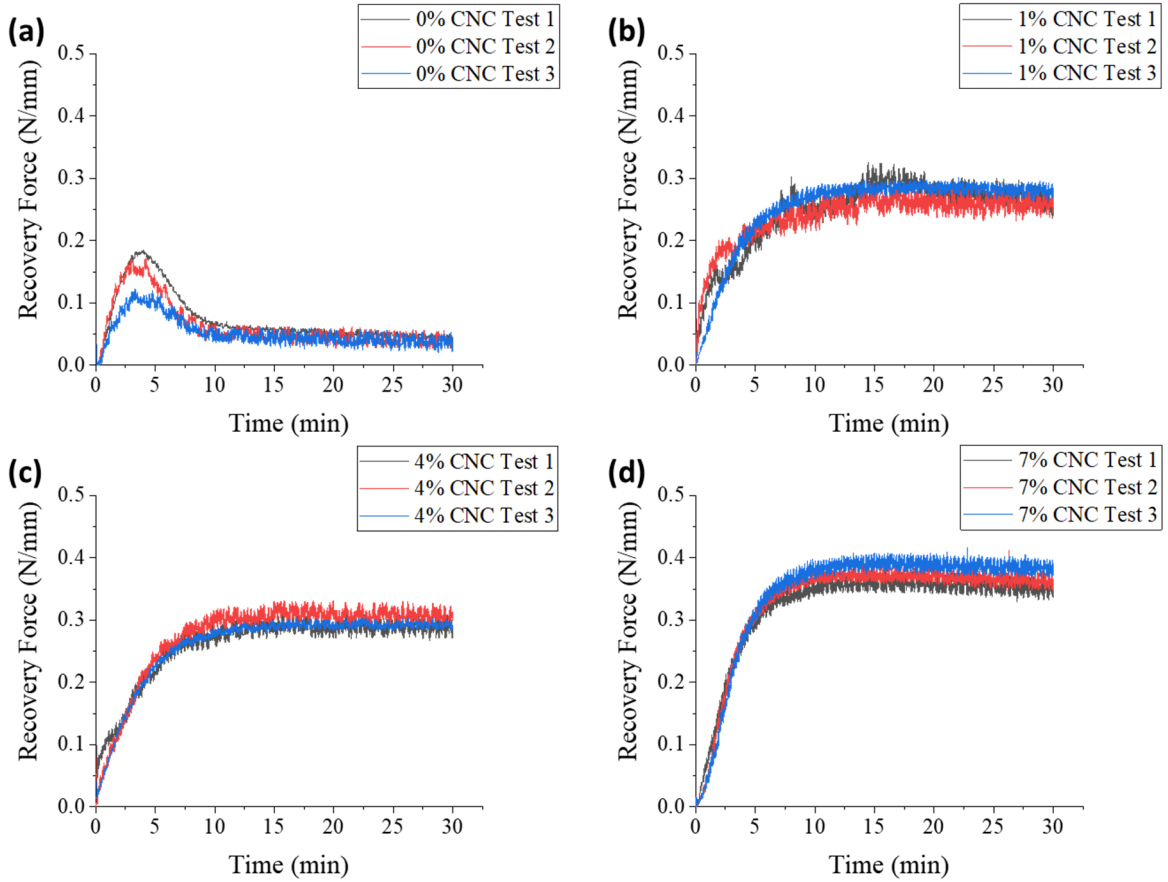 (a)
0% CNC Test 1
0% CNC Test 2
0% CNC Test 3
Recovery Force (N/mm)
0.5
0.4
0.3
0.2
0.1
0.0
0 5 10 15 20 25 30
Time (min)
(b)
1% CNC Test 1
1% CNC Test 2
1% CNC Test 3
Recovery Force (N/mm)
0.5
0.4
0.3
0.2
0.1
0.0
0 5 10 15 20 25 30
Time (min)
(c)
4% CNC Test 1
4% CNC Test 2
4% CNC Test 3
Recovery Force (N/mm)
0.5
0.4
0.3
0.2
0.1
0.0
0 5 10 15 20 25 30
Time (min)
(d)
7% CNC Test 1
7% CNC Test 2
7% CNC Test 3
Recovery Force (N/mm)
0.5
0.4
0.3
0.2
0.1
0.0
0 5 10 15 20 25 30
Time (min)